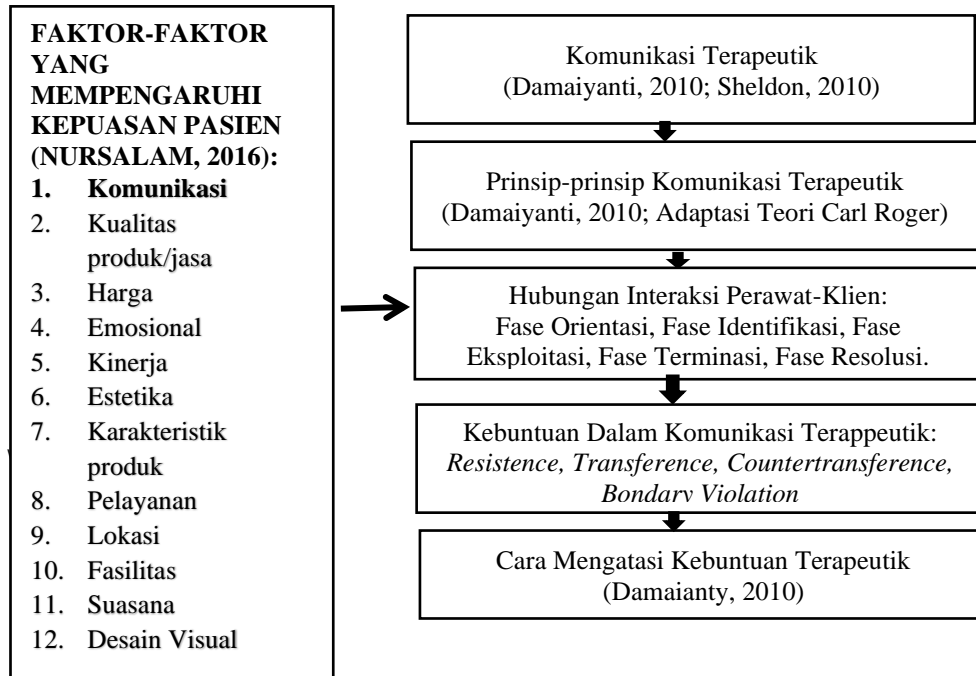 FAKTOR-FAKTOR
YANG
MEMPENGARUHI
KEPUASAN PASIEN
(NURSALAM, 2016):
1. Komunikasi
2. Kualitas
produk/jasa
3. Harga
4. Emosional
5. Kinerja
6. Estetika
7. Karakteristik
produk
8. Pelayanan
9. Lokasi
10. Fasilitas
11. Suasana
12. Desain Visual
Komunikasi Terapeutik
(Damaiyanti, 2010; Sheldon, 2010)
Prinsip-prinsip Komunikasi Terapeutik
(Damaiyanti, 2010; Adaptasi Teori Carl Roger)
Hubungan Interaksi Perawat-Klien:
Fase Orientasi, Fase Identifikasi, Fase
Eksploitasi, Fase Terminasi, Fase Resolusi.
Kebuntuan Dalam Komunikasi Terappeutik:
Resistence, Transference, Countertransference,
Bondary Violation
Cara Mengatasi Kebuntuan Terapeutik
(Damaianty, 2010)